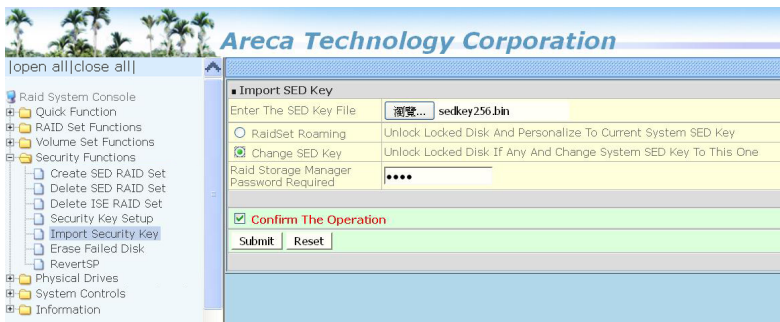 Areca Technology Corporation
|open all|close all|
Raid System Console
Quick Function
RAID Set Functions
Volume Set Functions
Security Functions
Create SED RAID Set
Delete SED RAID Set
Delete ISE RAID Set
Security Key Setup
Import Security Key
Erase Failed Disk
RevertSP
Physical Drives
System Controls
Information
▪ Import SED Key
Enter The SED Key File 瀏覽... sedkey256.bin
RaidSet Roaming Unlock Locked Disk And Personalize To Current System SED Key
Change SED Key Unlock Locked Disk If Any And Change System SED Key To This One
Raid Storage Manager
Password Required ••••
Confirm The Operation
Submit Reset